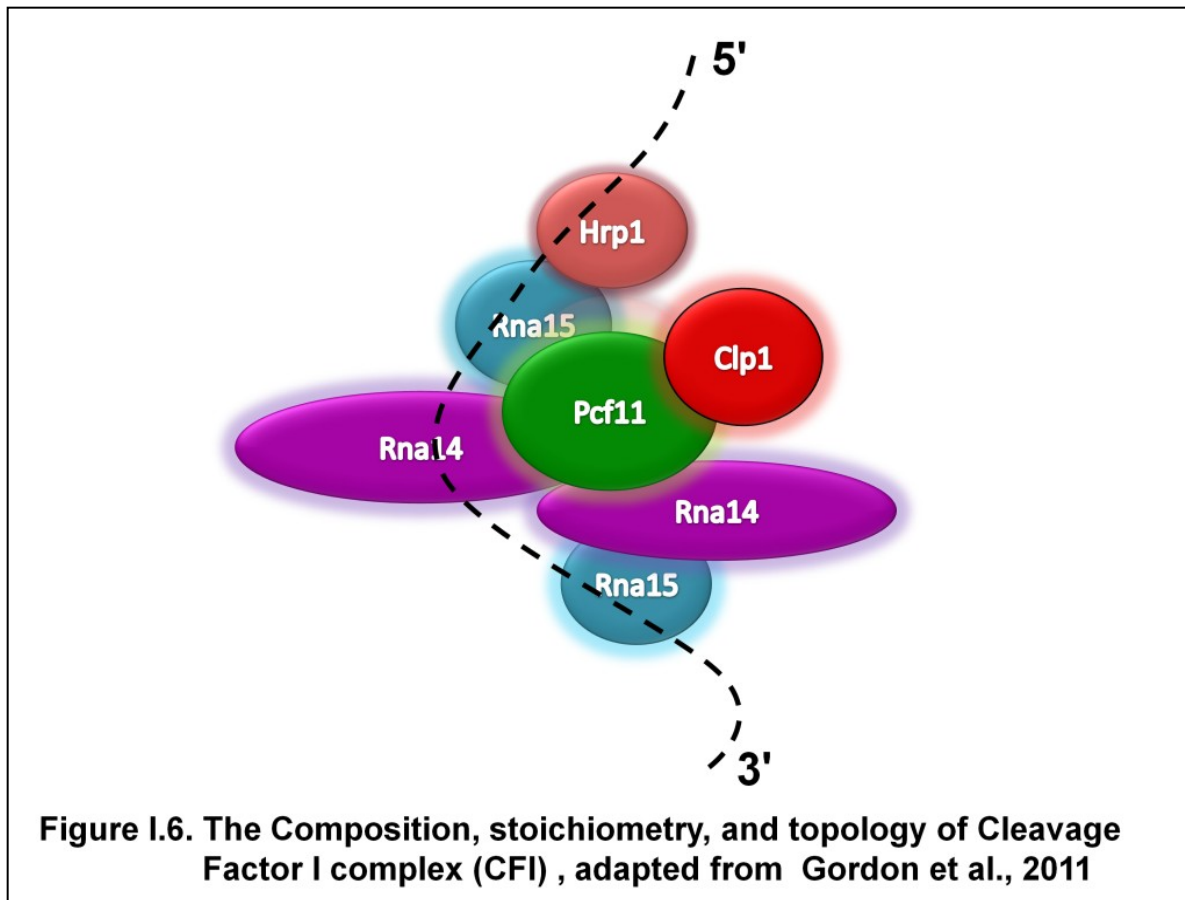 5'
Hrp1
Rna15
Clp1
Pcf11
Rna14
Rna14
Rna15
3'
Figure I.6. The Composition, stoichiometry, and topology of Cleavage
Factor I complex (CFI) , adapted from Gordon et al., 2011